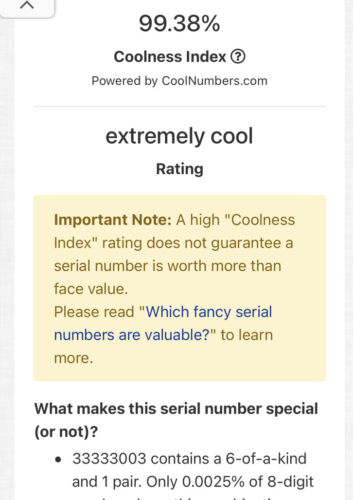 99.38%
Coolness Index ?
Powered by CoolNumbers.com
extremely cool
Rating
Important Note: A high "Coolness
Index" rating does not guarantee a
serial number is worth more than
face value.
Please read "Which fancy serial
numbers are valuable?" to learn
more.
What makes this serial number special
(or not)?
• 33333003 contains a 6-of-a-kind
and 1 pair. Only 0.0025% of 8-digit